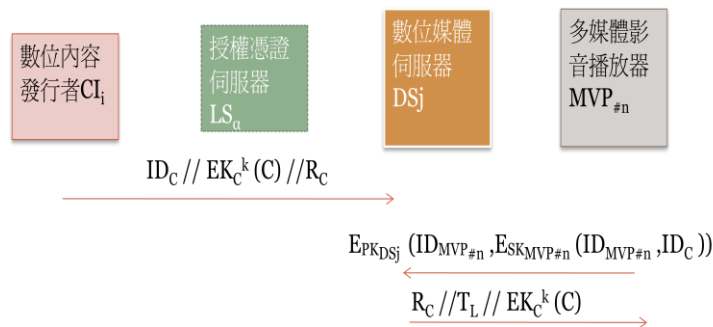 數位內容
發行者CIᵢ
授權憑證
伺服器
LSα
數位媒體
伺服器
DSj
多媒體影
音播放器
MVP#n
IDC // EKCᵏ(C) //RC
EPKDSj (IDMVP#n ,ESKMVP#n (IDMVP#n ,IDC ))
RC //TL // EKCᵏ(C)